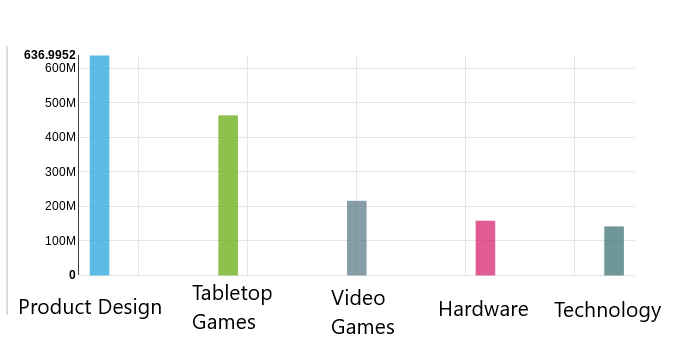 636.9952
600M
500M
400M
300M
200M
100M
0
Product Design
Tabletop
Games
Video
Games
Hardware
Technology